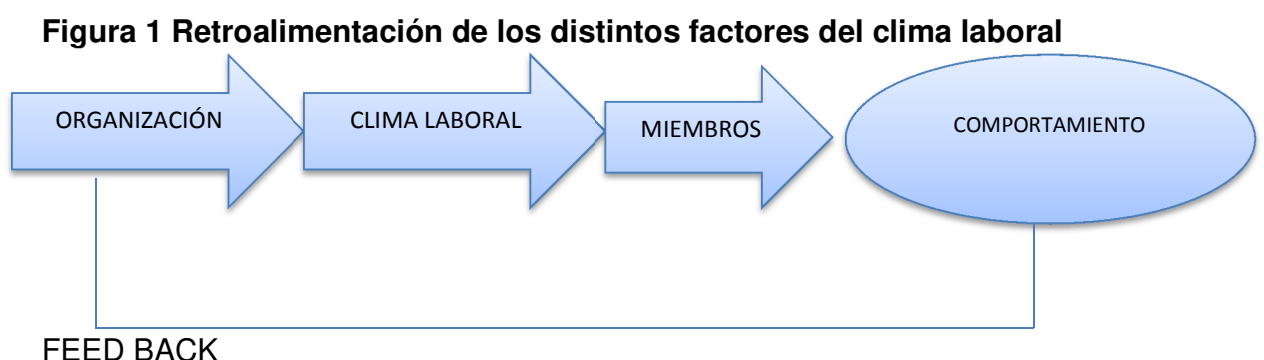 Figura 1 Retroalimentación de los distintos factores del clima laboral
ORGANIZACIÓN
CLIMA LABORAL
MIEMBROS
COMPORTAMIENTO
FEED BACK